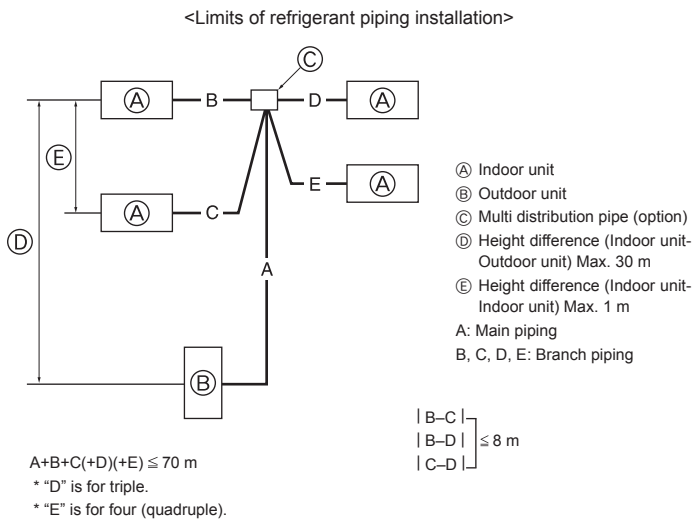 <Limits of refrigerant piping installation>
Ⓒ
Ⓐ B D Ⓐ
Ⓔ
Ⓐ C E Ⓐ
Ⓓ
A
Ⓑ
Ⓐ Indoor unit
Ⓑ Outdoor unit
Ⓒ Multi distribution pipe (option)
Ⓓ Height difference (Indoor unit-
Outdoor unit) Max. 30 m
Ⓔ Height difference (Indoor unit-
Indoor unit) Max. 1 m
A: Main piping
B, C, D, E: Branch piping
| B–C |
| B–D | ≦ 8 m
| C–D |
A+B+C(+D)(+E) ≦ 70 m
* “D” is for triple.
* “E” is for four (quadruple).